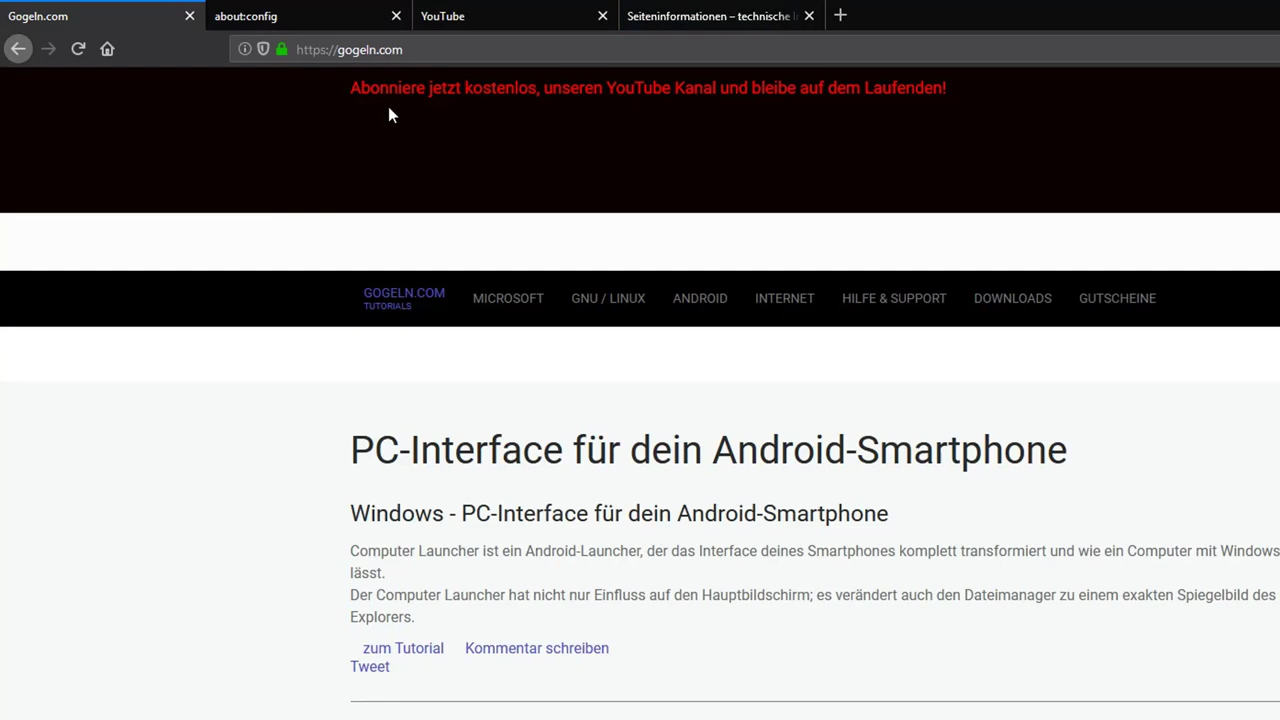 Gogeln.com
about:config
YouTube
Seiteninformationen – technische
https://gogeln.com
Abonniere jetzt kostenlos, unseren YouTube Kanal und bleibe auf dem Laufenden!
GOGELN.COM
TUTORIALS
MICROSOFT
GNU / LINUX
ANDROID
INTERNET
HILFE & SUPPORT
DOWNLOADS
GUTSCHEINE
PC-Interface für dein Android-Smartphone
Windows - PC-Interface für dein Android-Smartphone
Computer Launcher ist ein Android-Launcher, der das Interface deines Smartphones komplett transformiert und wie ein Computer mit Windows
lässt.
Der Computer Launcher hat nicht nur Einfluss auf den Hauptbildschirm; es verändert auch den Dateimanager zu einem exakten Spiegelbild des
Explorers.
zum Tutorial
Kommentar schreiben
Tweet